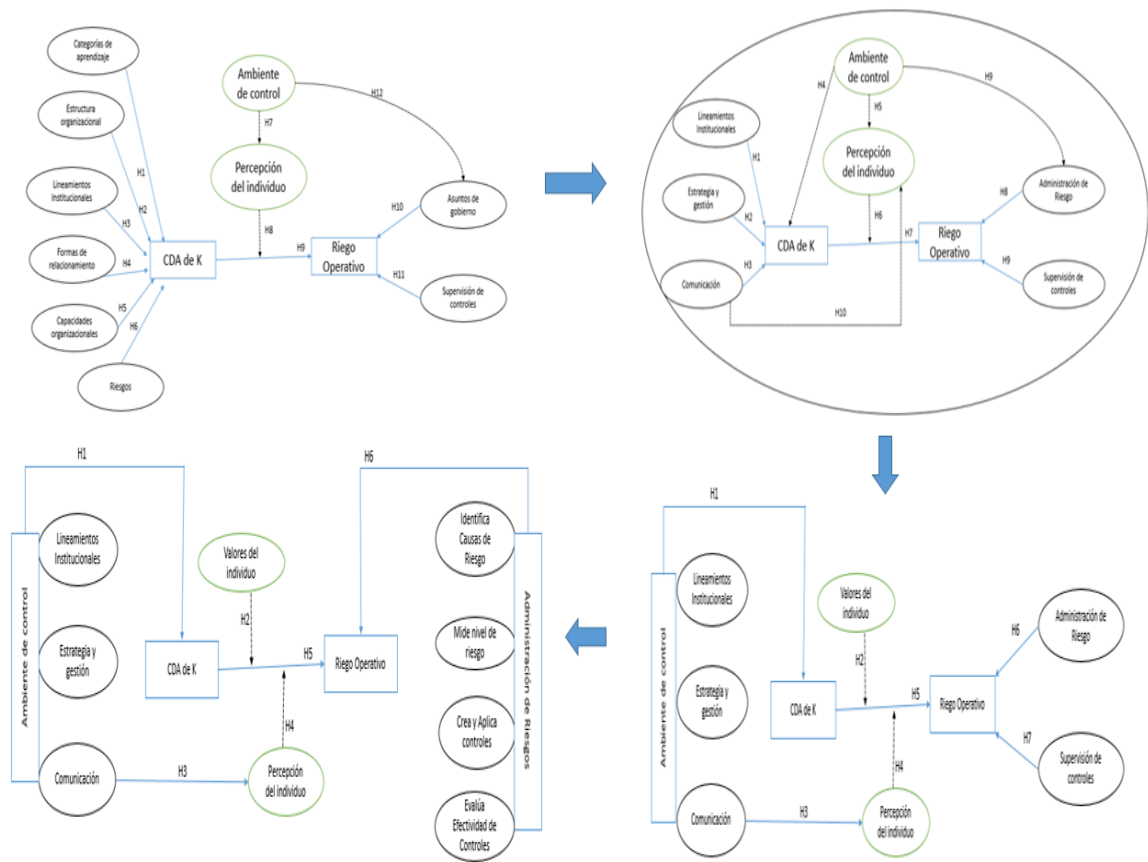 Categorías de
aprendizaje
Estructura
organizacional
Lineamientos
Institucionales
Formas de
relacionamiento
Capacidades
organizacionales
Riesgos
H1
H2
H3
H4
H5
H6
CDA de K
Ambiente
de control
H7
Percepción
del individuo
H8
H9
Riego
Operativo
H12
Asuntos de
gobierno
H10
H11
Supervisión de
controles
Ambiente
de control
H4
H9
H5
Lineamientos
Institucionales
H1
Percepción
del individuo
Estrategia y
gestión
H2
H6
CDA de K
H7
H3
Comunicación
H10
Riego
Operativo
H8
Administración de
Riesgo
H9
Supervisión de
controles
H1
H6
Ambiente de control
Lineamientos
Institucionales
Estrategia y
gestión
Comunicación
Valores del
individuo
H2
CDA de K
H5
Riego Operativo
H4
H3
Percepción
del individuo
Identifica
Causas de
Riesgo
Mide nivel de
riesgo
Crea y Aplica
controles
Evalúa
Efectividad de
Controles
Administración de Riesgos
H1
Ambiente de control
Lineamientos
Institucionales
Estrategia y
gestión
Comunicación
Valores del
individuo
H2
CDA de K
H5
Riego Operativo
H4
H3
Percepción
del individuo
H6
Administración de
Riesgo
H7
Supervisión de
controles